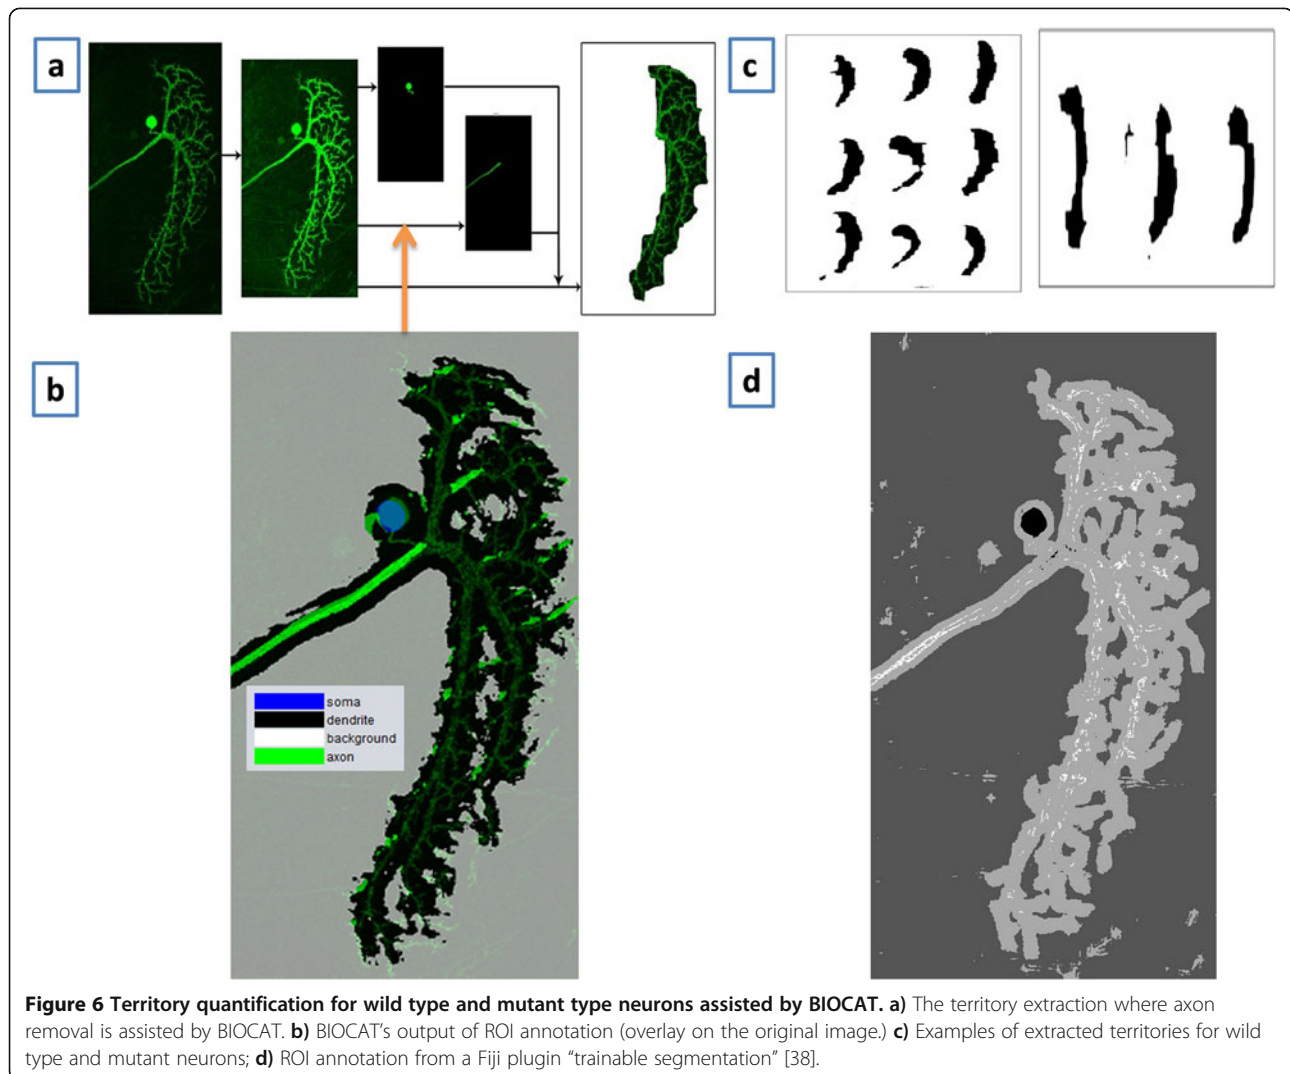 a
c
b
d
soma
dendrite
background
axon
Figure 6 Territory quantification for wild type and mutant type neurons assisted by BIOCAT. a) The territory extraction where axon
removal is assisted by BIOCAT. b) BIOCAT's output of ROI annotation (overlay on the original image.) c) Examples of extracted territories for wild
type and mutant neurons; d) ROI annotation from a Fiji plugin “trainable segmentation” [38].